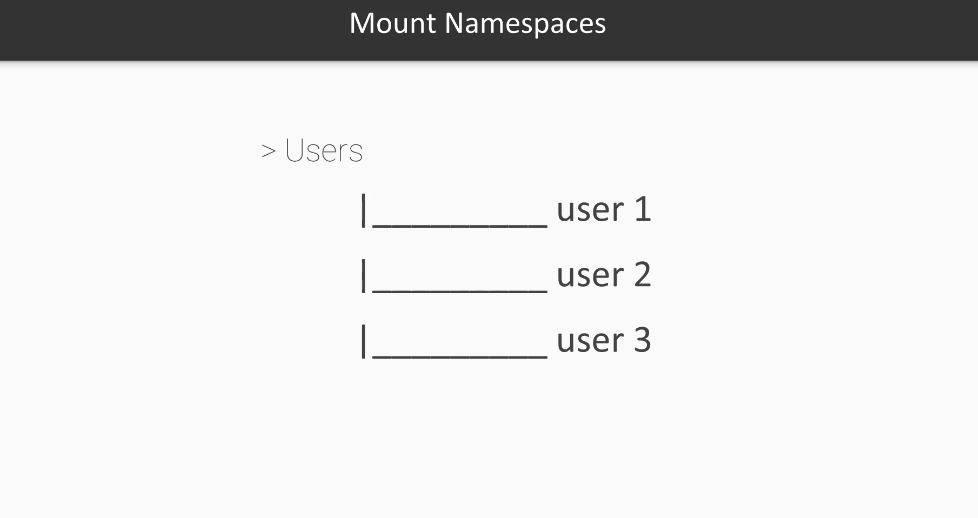 Mount Namespaces
> Users
|_________ user 1
|_________ user 2
|_________ user 3